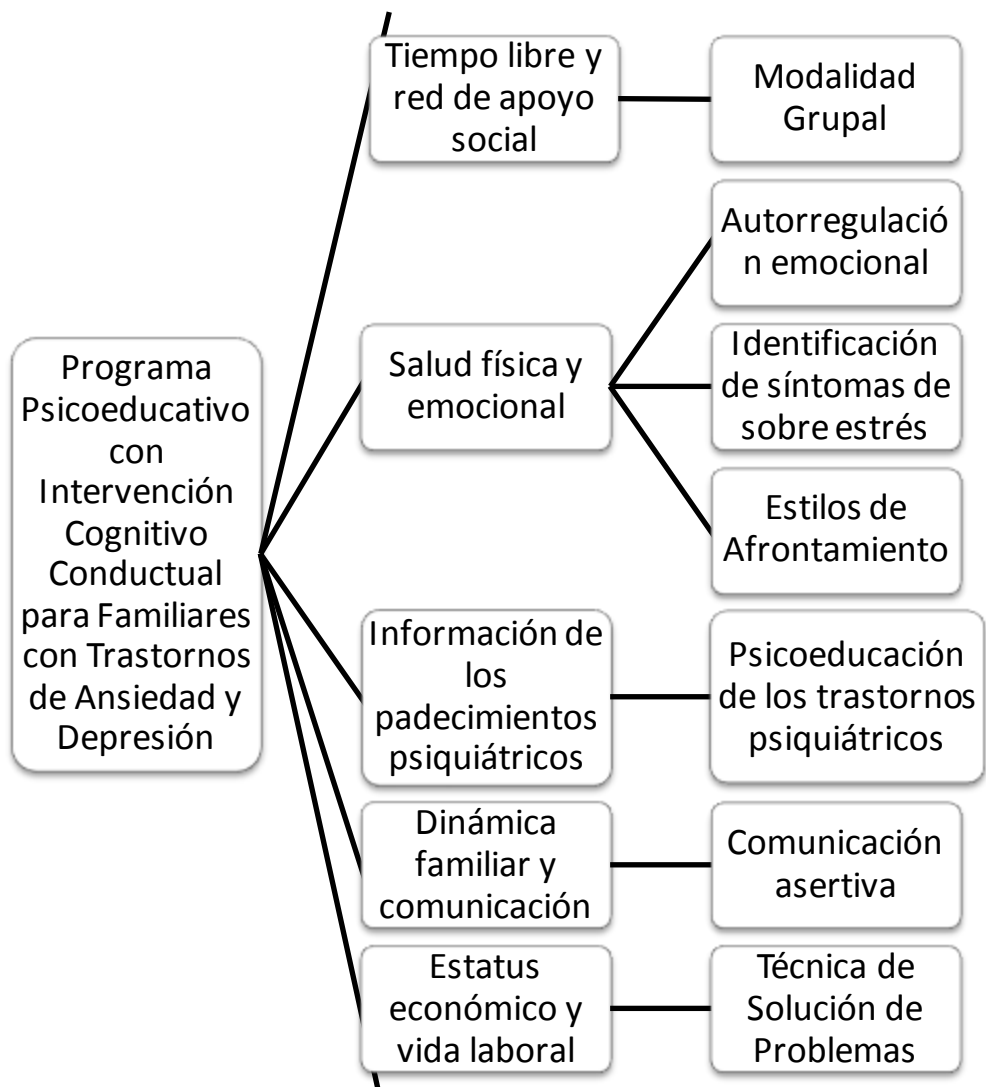 Programa
Psicoeducativo
con
Intervención
Cognitivo
Conductual
para Familiares
con Trastornos
de Ansiedad y
Depresión
Tiempo libre y
red de apoyo
social
Modalidad
Grupal
Salud física y
emocional
Autorregulació
n emocional
Identificación
de síntomas de
sobre estrés
Estilos de
Afrontamiento
Información de
los
padecimientos
psiquiátricos
Psicoeducación
de los trastornos
psiquiátricos
Dinámica
familiar y
comunicación
Comunicación
asertiva
Estatus
económico y
vida laboral
Técnica de
Solución de
Problemas